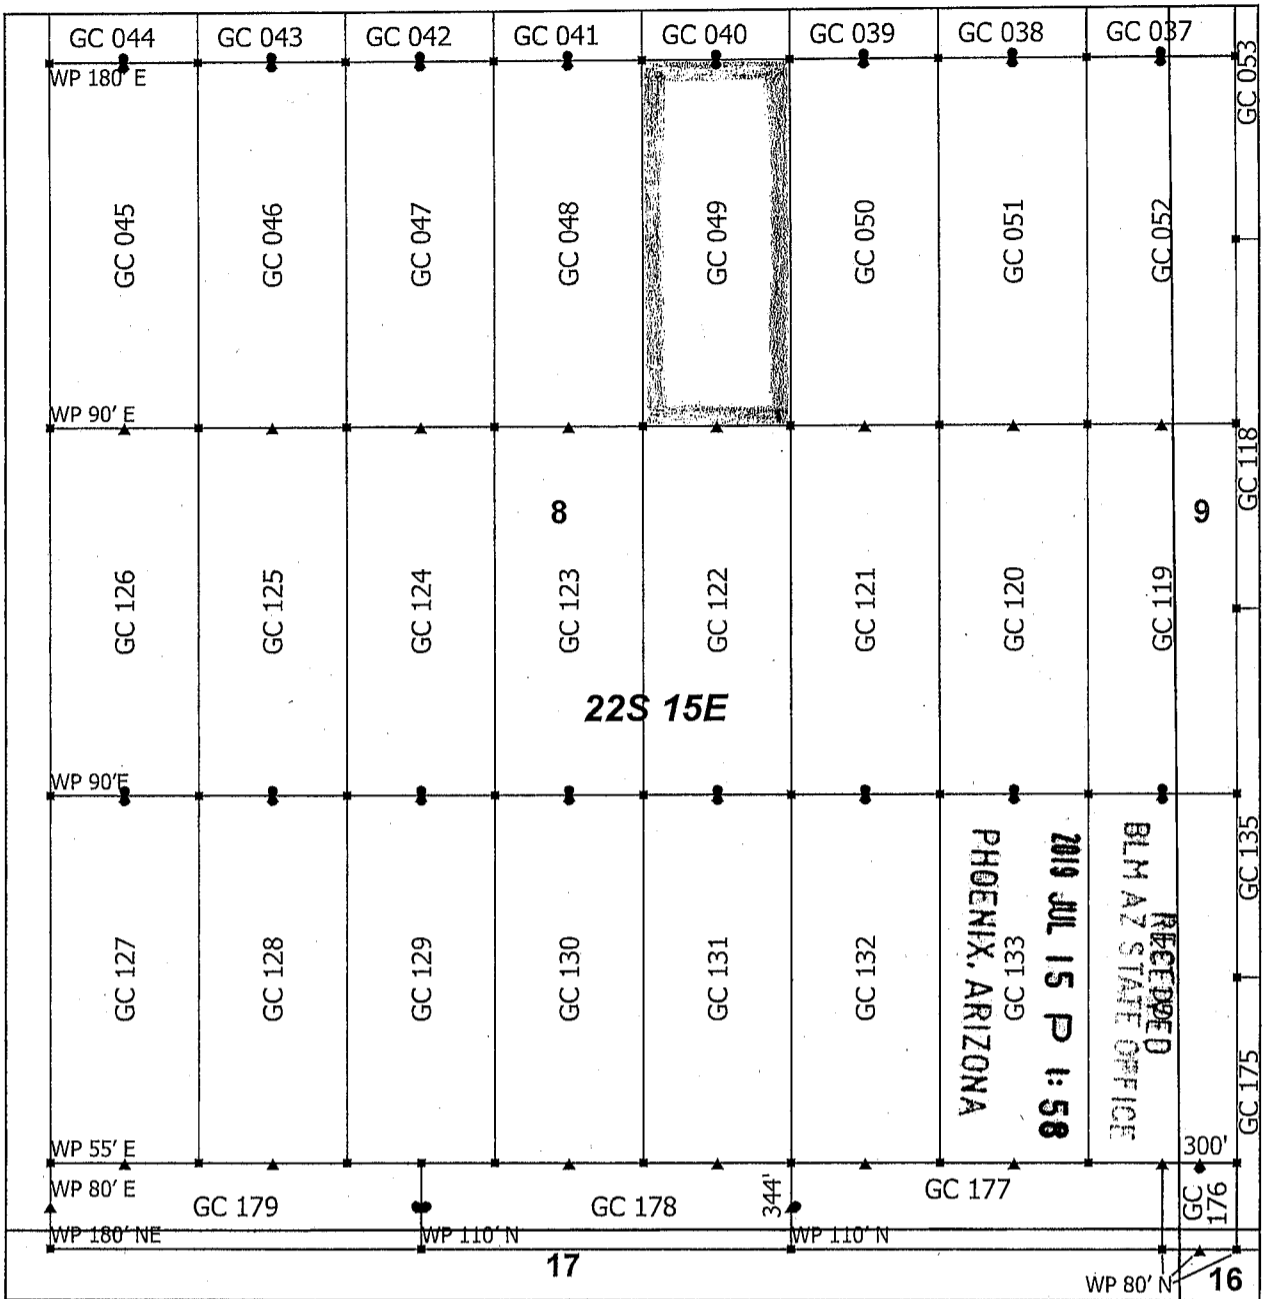 GC 044 GC 043 GC 042 GC 041 GC 040 GC 039 GC 038 GC 037
GC 053
WP 180' E
GC 045 GC 046 GC 047 GC 048 GC 049 GC 050 GC 051 GC 052
WP 90' E
GC 118
8 9
GC 126 GC 125 GC 124 GC 123 GC 122 GC 121 GC 120 GC 119
22S 15E
WP 90'E
GC 135
RECEIVED
BLM AZ STATE OFFICE
2019 JUL 15 P 1:58
PHOENIX, ARIZONA
GC 127 GC 128 GC 129 GC 130 GC 131 GC 132 GC 133
GC 175
WP 55' E
300'
WP 80' E
GC 179 GC 178 344' GC 177 GC 176
WP 180' NE WP 110' N WP 110' N
17
WP 80' N 16